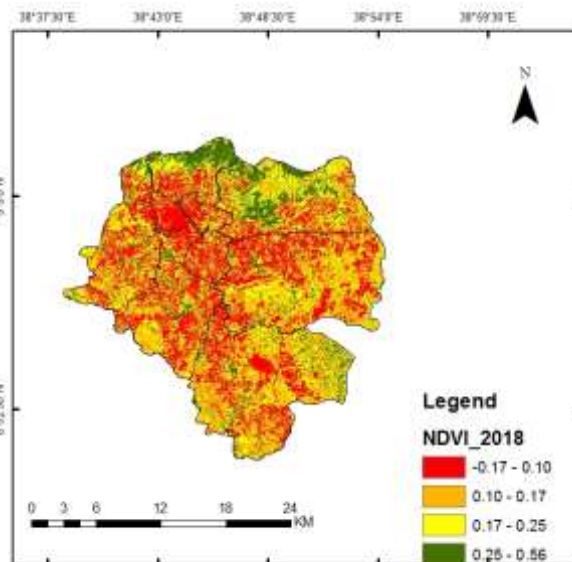 38°37'30"E 38°43'0"E 38°48'30"E 38°54'0"E 38°59'30"E
N
Legend
NDVI_2018
-0.17 - 0.10
0.10 - 0.17
0.17 - 0.25
0.25 - 0.56
0 3 6 12 18 24
KM